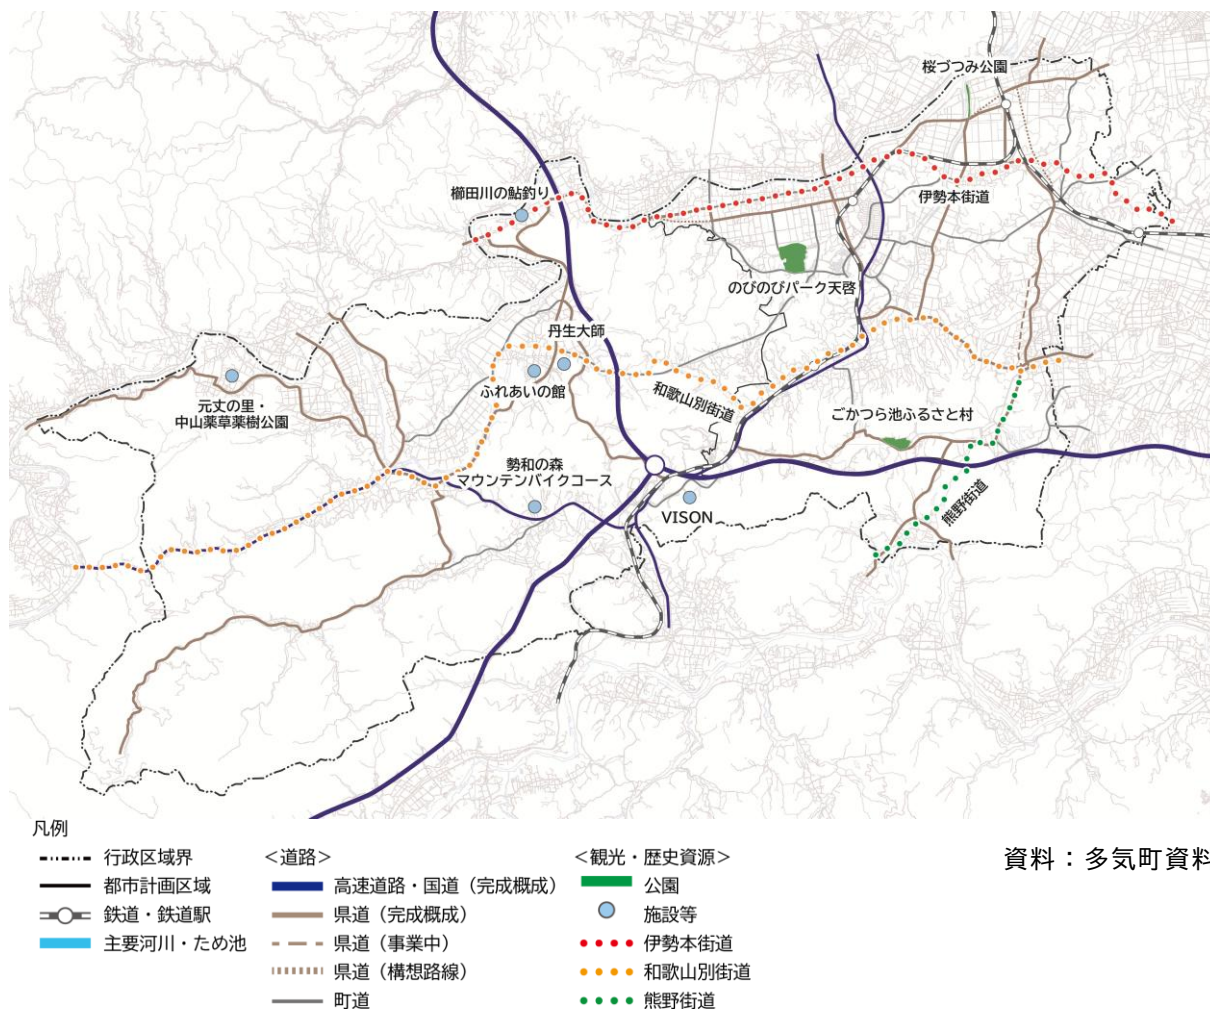 桜づつみ公園
櫛田川の鮎釣り
伊勢本街道
のびのびパーク天啓
丹生大師
ふれあいの館
和歌山別街道
元丈の里・
中山薬草薬樹公園
ごかつら池ふるさと村
勢和の森
マウンテンバイクコース
VISON
熊野街道
凡例
行政区域界
都市計画区域
鉄道・鉄道駅
主要河川・ため池
<道路>
高速道路・国道（完成概成）
県道（完成概成）
県道（事業中）
県道（構想路線）
町道
<観光・歴史資源>
公園
施設等
伊勢本街道
和歌山別街道
熊野街道
資料：多気町資料